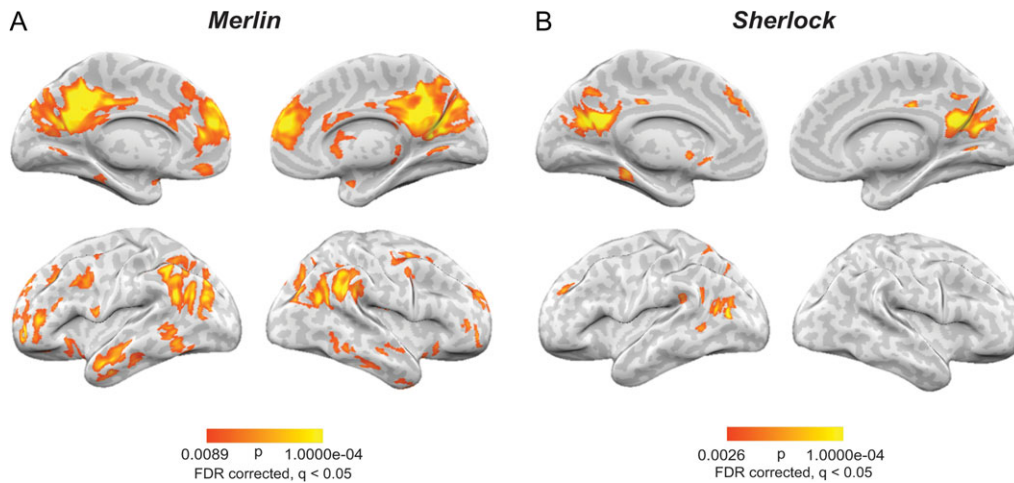 A Merlin
B Sherlock
0.0089 p 1.0000e-04
FDR corrected, q < 0.05
0.0026 p 1.0000e-04
FDR corrected, q < 0.05